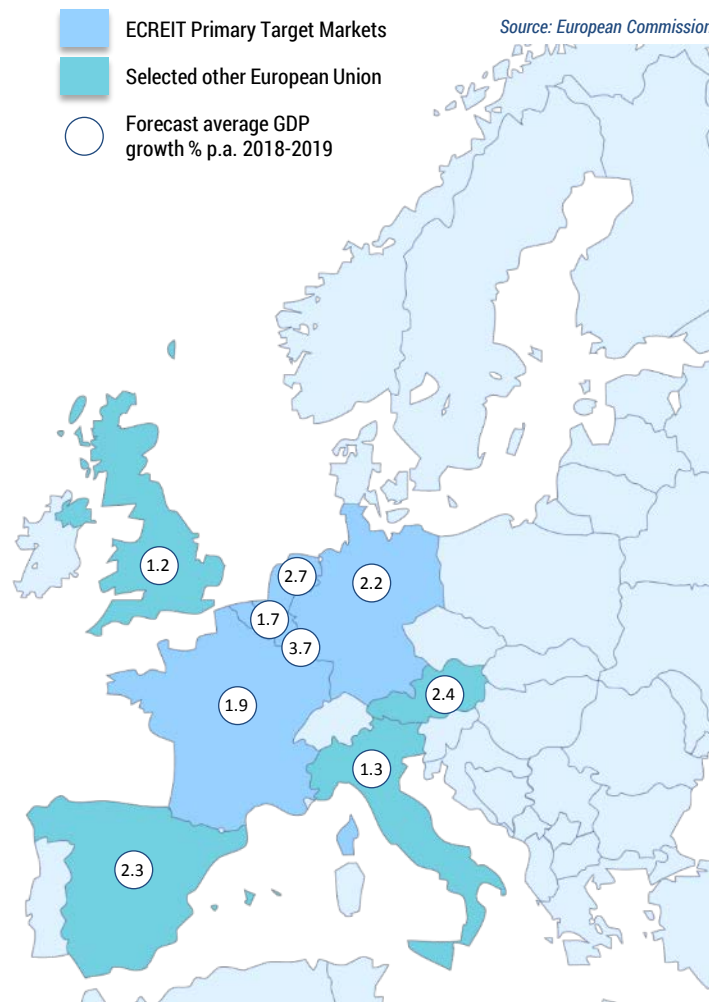 ECREIT Primary Target Markets
Source: European Commission
Selected other European Union
Forecast average GDP
growth % p.a. 2018-2019
1.2
2.7
2.2
1.7
3.7
2.4
1.9
1.3
2.3